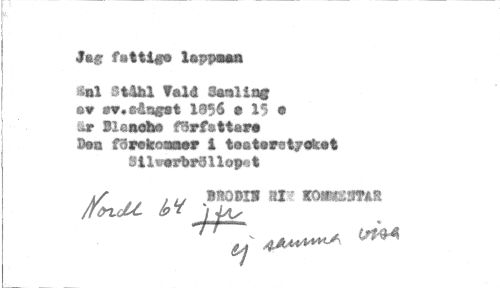 Jag fattige lappman
Enl Ståhl Vald Samling
av sv.sångst 1856 s 15 e
är Blanche författare
Den förekommer i teaterstycket
Silverbröllopet
BRODIN HIX KOMMENTAR
Nordl 64 jfr
ej samma visa